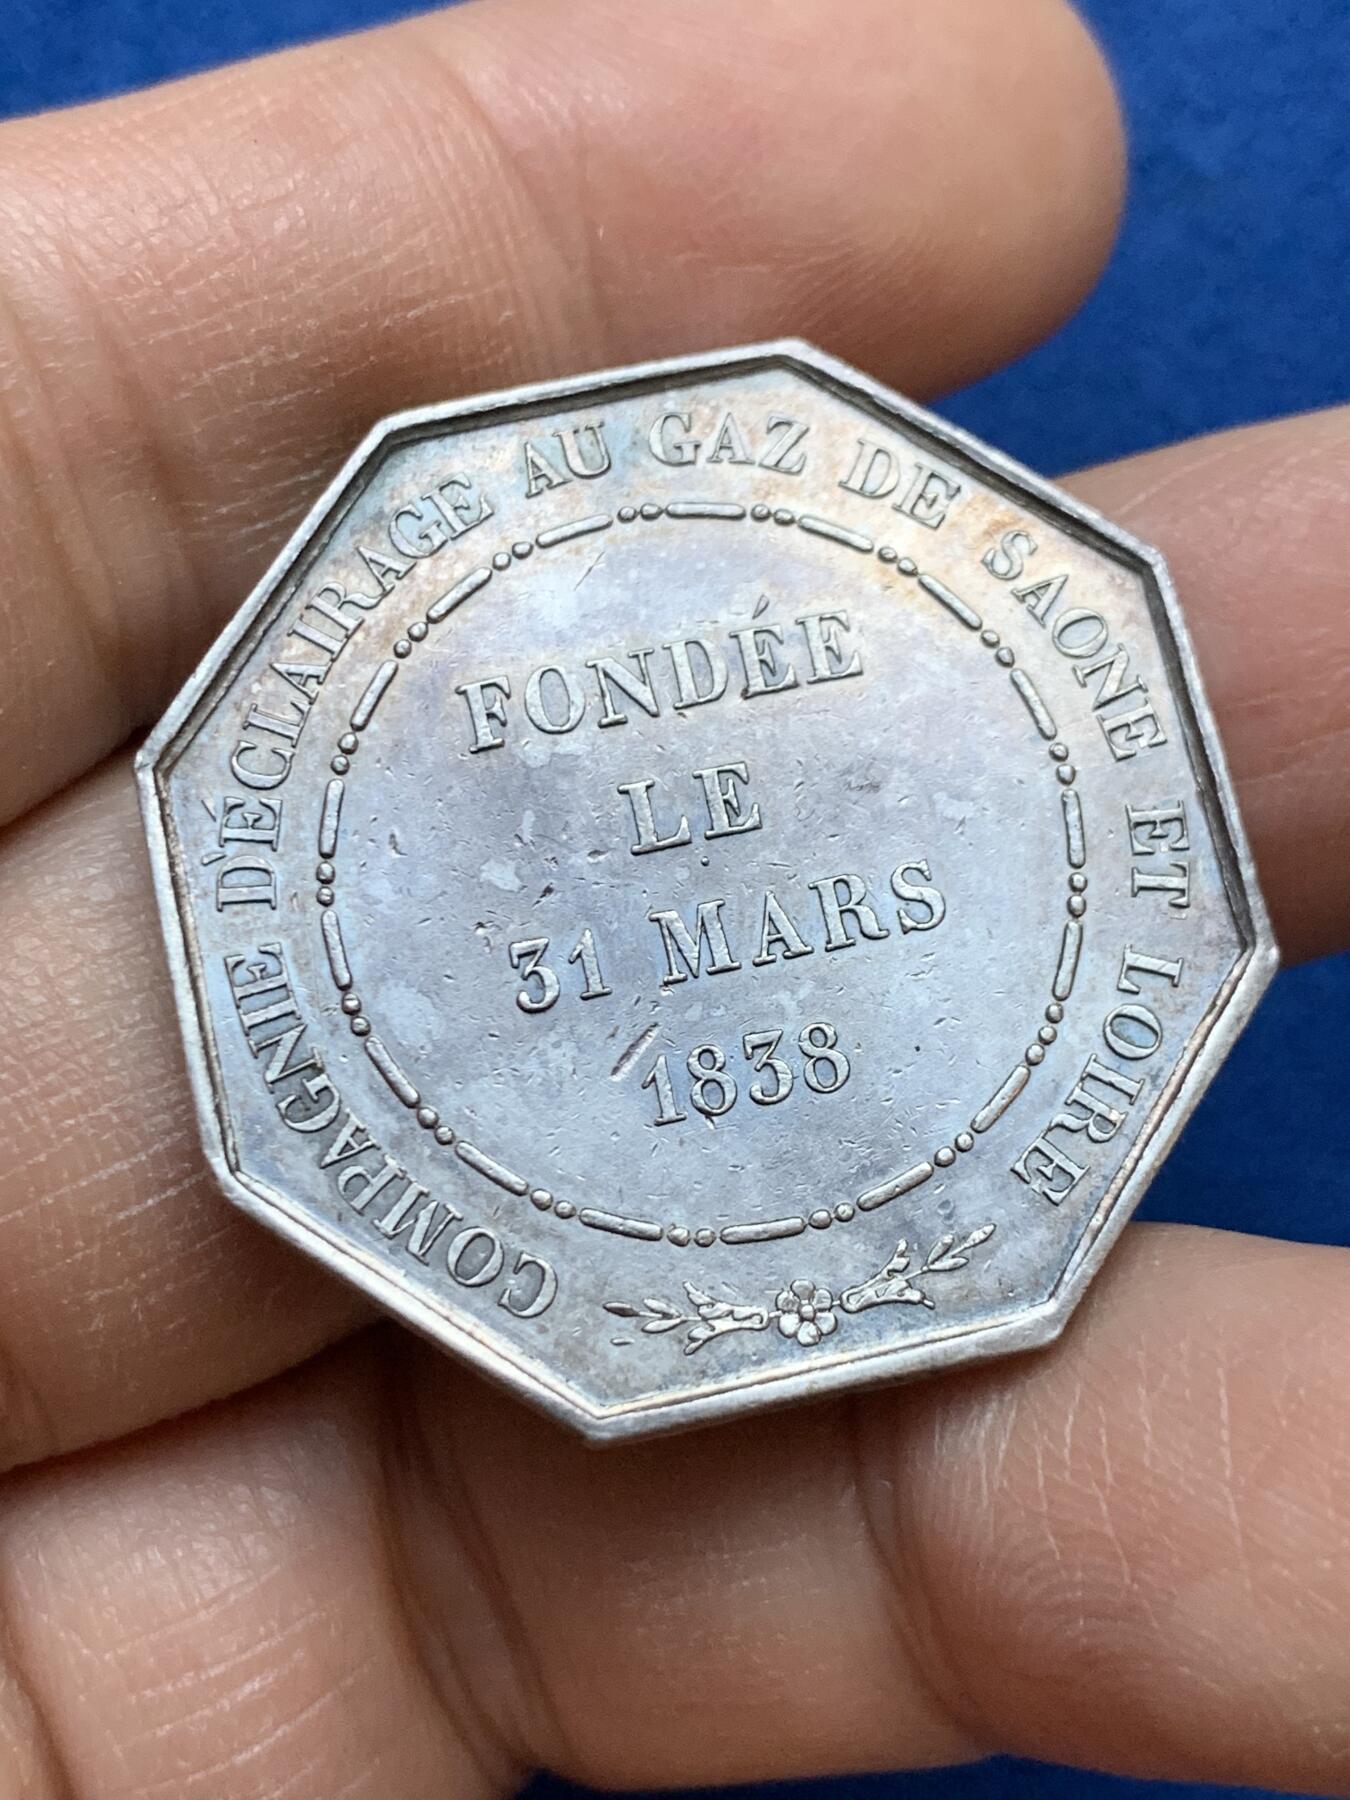 COMPAGNIE D'ÉCLAIRAGE AU GAZ DE SAONE ET LOIRE
FONDÉE
LE
31 MARS
1838